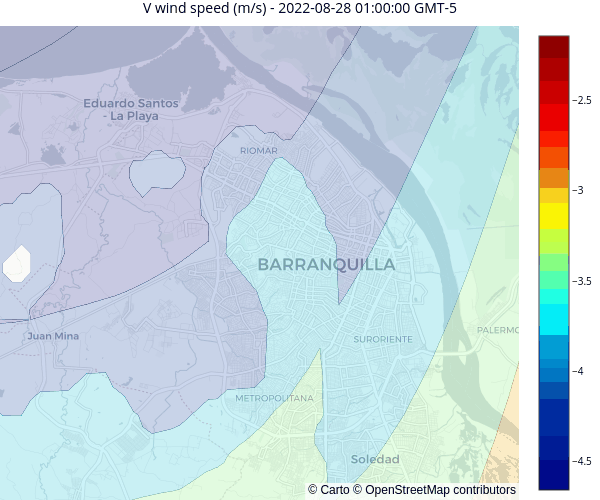 V wind speed (m/s) - 2022-08-28 01:00:00 GMT-5
Eduardo Santos
- La Playa
RIOMAR
BARRANQUILLA
Juan Mina
SURORIENTE
PALERMO
METROPOLITANA
Soledad
© Carto © OpenStreetMap contributors
−2.5
−3
−3.5
−4
−4.5